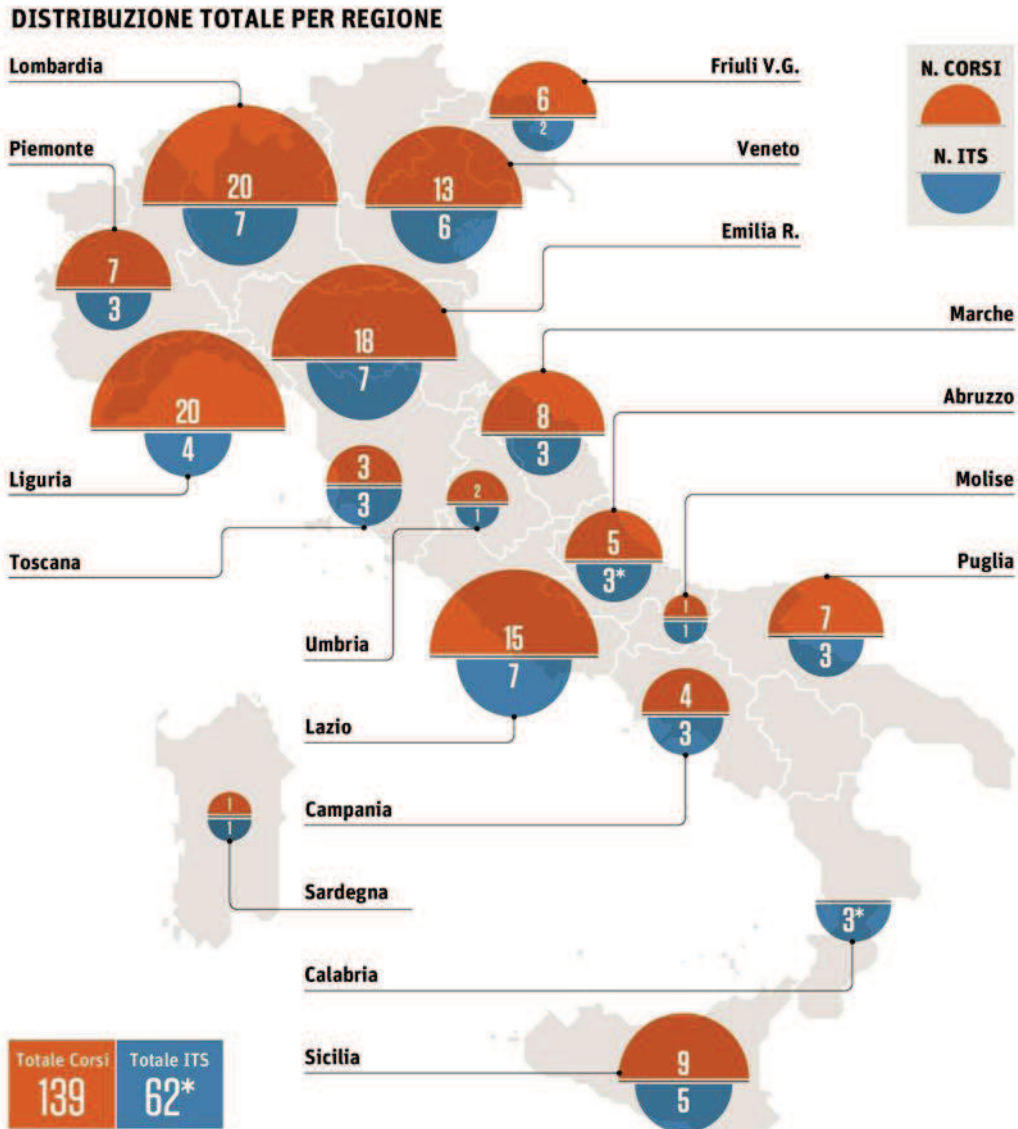 DISTRIBUZIONE TOTALE PER REGIONE
Lombardia
20
7
Friuli V.G.
6
2
N. CORSI
N. ITS
Piemonte
7
3
Veneto
13
6
Emilia R.
18
7
Marche
8
3
Liguria
20
4
Abruzzo
5
3*
Toscana
3
3
Umbria
2
1
Molise
1
1
Puglia
7
3
Lazio
15
7
Campania
4
3
Sardegna
1
1
Calabria
3*
Sicilia
9
5
Totale Corsi
139
Totale ITS
62*